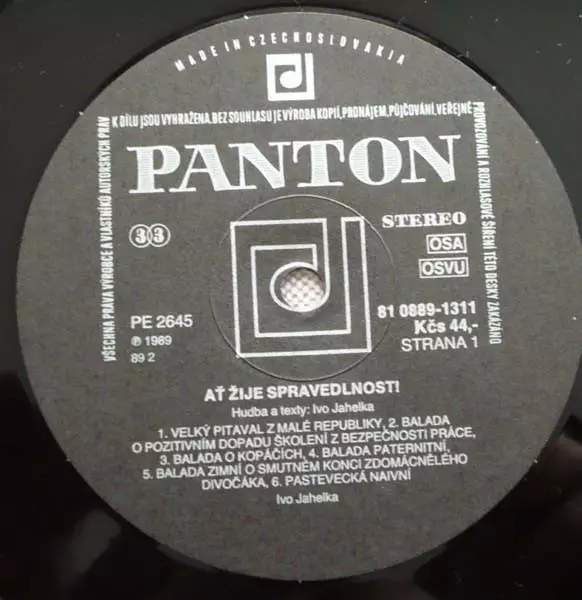 MADE IN CZECHOSLOVAKIA
VŠECHNA PRÁVA VÝROBCE A VLASTNÍKŮ AUTORSKÝCH PRÁV
K DÍLU JSOU VYHRAŽENA. BEZ SOUHLASU JE VÝROBA KOPIÍ, PRONÁJEM, PŮJČOVÁNÍ, VEŘEJNÉ
PROVOZOVÁNÍ A ROZHLASOVÉ ŠÍŘENÍ TÉTO DESKY ZAKÁZÁNO
PANTON
33
STEREO
OSA
OSVU
PE 2645
℗ 1989
89 2
81 0889-1311
Kčs 44,-
STRANA 1
AŤ ŽIJE SPRAVEDLNOST!
Hudba a texty: Ivo Jahelka
1. VELKÝ PITAVAL Z MALÉ REPUBLIKY, 2. BALADA
O POZITIVNÍM DOPADU ŠKOLENÍ Z BEZPEČNOSTI PRÁCE,
3. BALADA O KOPÁČÍCH, 4. BALADA PATERNITNÍ,
5. BALADA ZIMNÍ O SMUTNÉM KONCI ZDOMÁCNĚLÉHO
DIVOČÁKA, 6. PASTEVECKÁ NAIVNÍ
Ivo Jahelka